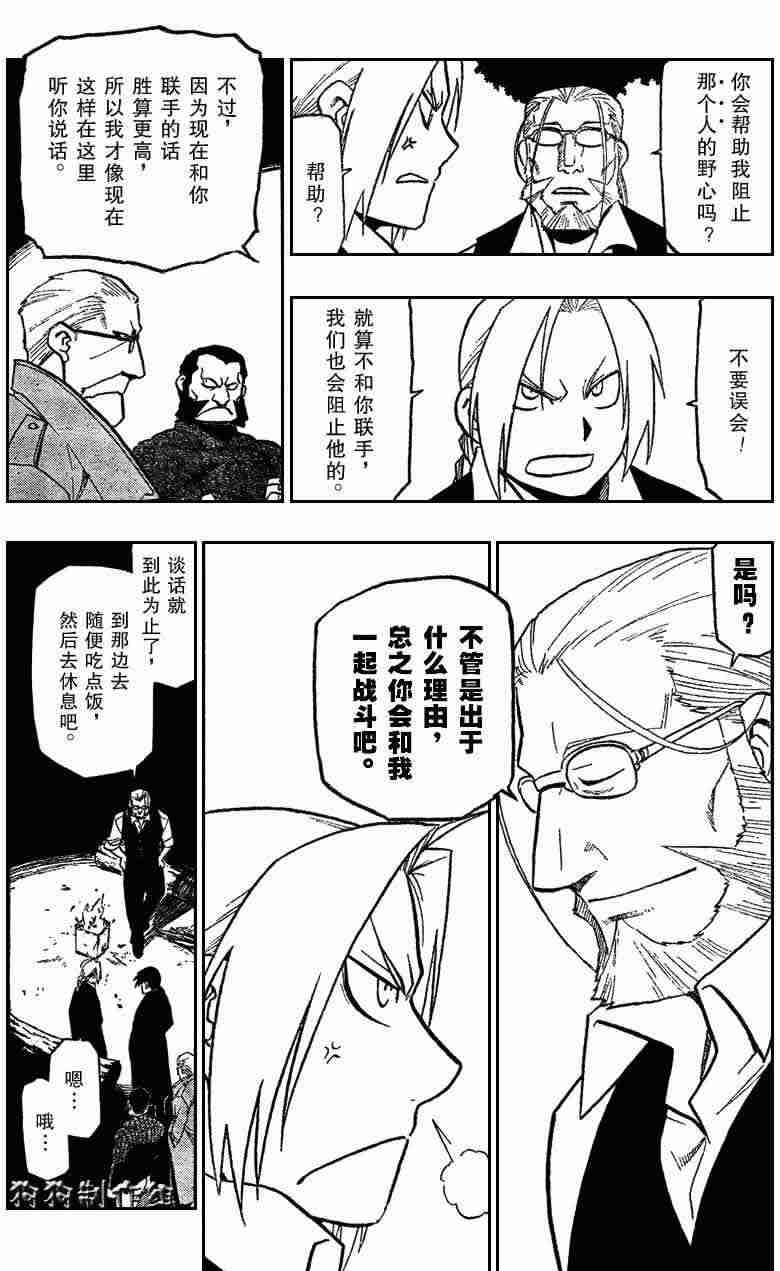 你会帮助我阻止
那个人的野心吗？
帮助？
不要误会！
就算不和你联手，
我们也会阻止他的。
不过，
因为现在和你
联手的话
胜算更高，
所以我才像现在
这样在这里
听你说话。
是吗？
不管是出于
什么理由，
总之你会和我
一起战斗吧。
谈话就
到此为止了，
到那边去
随便吃点饭，
然后去休息吧。
嗯…
哦…
狗狗制作组